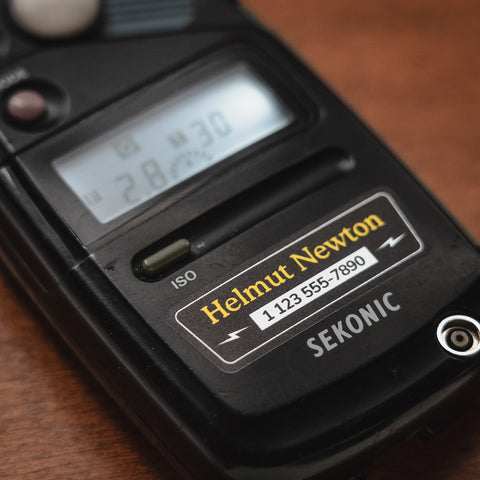 30
2.8
ISO
Helmut Newton
1 123 555-7890
SEKONIC